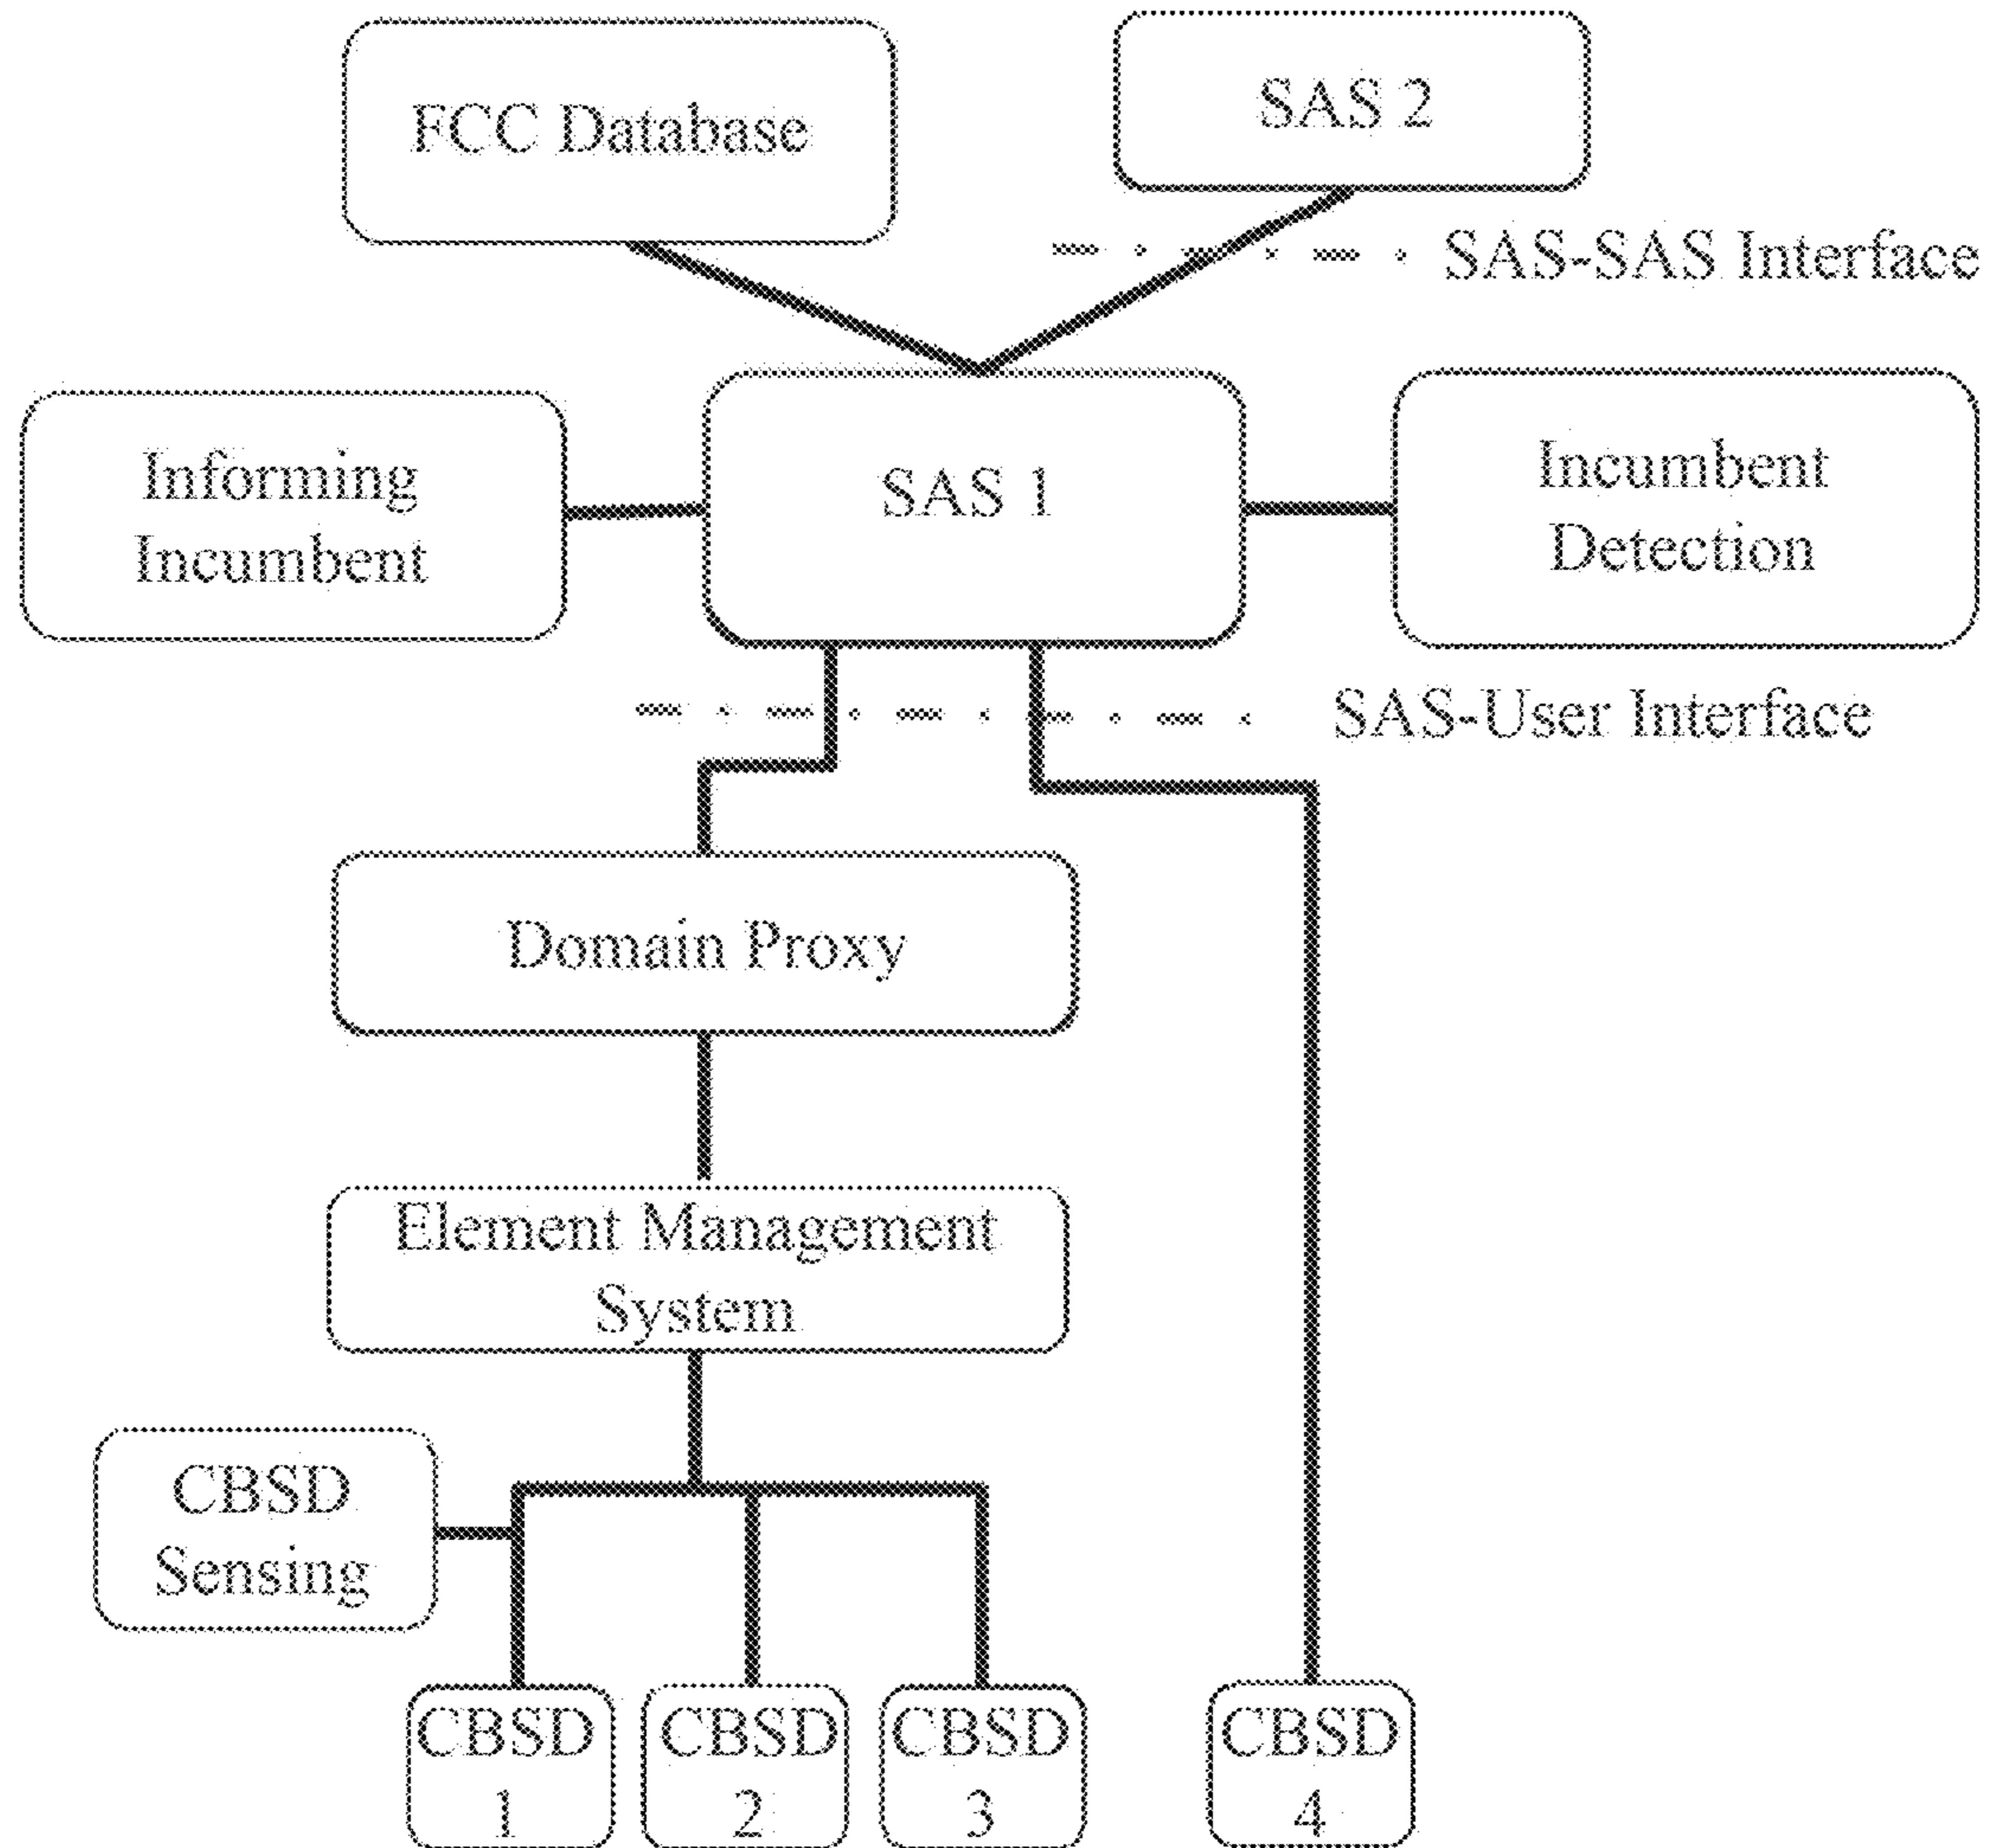 FCC Database
SAS 2
SAS-SAS Interface
Informing
Incumbent
SAS 1
Incumbent
Detection
SAS-User Interface
Domain Proxy
Element Management
System
CBSD
Sensing
CBSD
1
CBSD
2
CBSD
3
CBSD
4